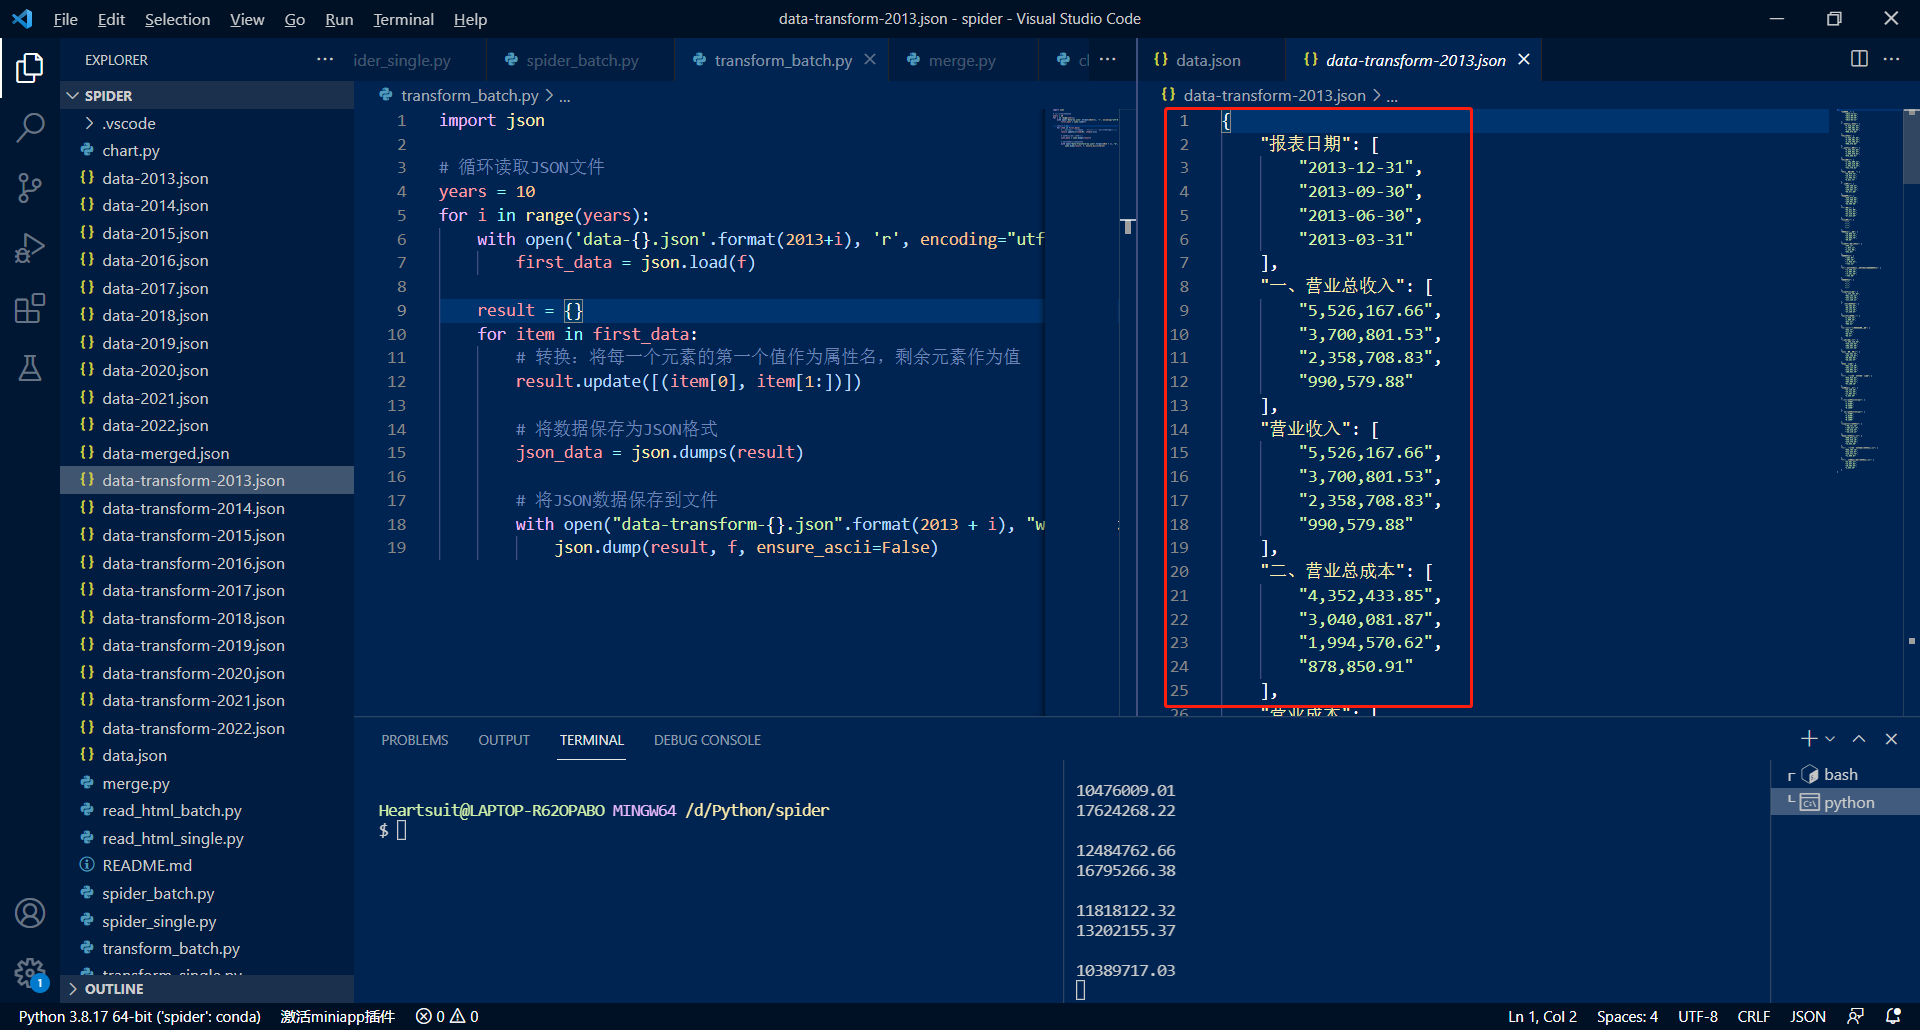 File Edit Selection View Go Run Terminal Help
data-transform-2013.json - spider - Visual Studio Code
EXPLORER
SPIDER
.vscode
chart.py
data-2013.json
data-2014.json
data-2015.json
data-2016.json
data-2017.json
data-2018.json
data-2019.json
data-2020.json
data-2021.json
data-2022.json
data-merged.json
data-transform-2013.json
data-transform-2014.json
data-transform-2015.json
data-transform-2016.json
data-transform-2017.json
data-transform-2018.json
data-transform-2019.json
data-transform-2020.json
data-transform-2021.json
data-transform-2022.json
data.json
merge.py
read_html_batch.py
read_html_single.py
README.md
spider_batch.py
spider_single.py
transform_batch.py
transform_single.py
OUTLINE
ider_single.py spider_batch.py transform_batch.py merge.py
transform_batch.py > ...
1 import json
2
3 # 循环读取JSON文件
4 years = 10
5 for i in range(years):
6 with open('data-{}.json'.format(2013+i), 'r', encoding="utf
7 first_data = json.load(f)
8
9 result = {}
10 for item in first_data:
11 # 转换：将每一个元素的第一个值作为属性名，剩余元素作为值
12 result.update([(item[0], item[1:])])
13
14 # 将数据保存为JSON格式
15 json_data = json.dumps(result)
16
17 # 将JSON数据保存到文件
18 with open("data-transform-{}.json".format(2013 + i), "w
19 json.dump(result, f, ensure_ascii=False)
data.json data-transform-2013.json
data-transform-2013.json > ...
1 {
2 "报表日期": [
3 "2013-12-31",
4 "2013-09-30",
5 "2013-06-30",
6 "2013-03-31"
7 ],
8 "一、营业总收入": [
9 "5,526,167.66",
10 "3,700,801.53",
11 "2,358,708.83",
12 "990,579.88"
13 ],
14 "营业收入": [
15 "5,526,167.66",
16 "3,700,801.53",
17 "2,358,708.83",
18 "990,579.88"
19 ],
20 "二、营业总成本": [
21 "4,352,433.85",
22 "3,040,081.87",
23 "1,994,570.62",
24 "878,850.91"
25 ],
26 "营业成本": [
PROBLEMS OUTPUT TERMINAL DEBUG CONSOLE
Heartsuit@LAPTOP-R62OPABO MINGW64 /d/Python/spider
$
10476009.01
17624268.22
12484762.66
16795266.38
11818122.32
13202155.37
10389717.03
bash
python
1
Python 3.8.17 64-bit ('spider': conda) 激活miniapp插件 0 0
Ln 1, Col 2 Spaces: 4 UTF-8 CRLF JSON